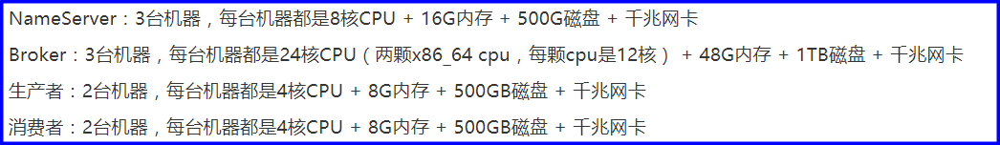 NameServer：3台机器，每台机器都是8核CPU + 16G内存 + 500G磁盘 + 千兆网卡
Broker：3台机器，每台机器都是24核CPU（两颗x86_64 cpu，每颗cpu是12核） + 48G内存 + 1TB磁盘 + 千兆网卡
生产者：2台机器，每台机器都是4核CPU + 8G内存 + 500GB磁盘 + 千兆网卡
消费者：2台机器，每台机器都是4核CPU + 8G内存 + 500GB磁盘 + 千兆网卡